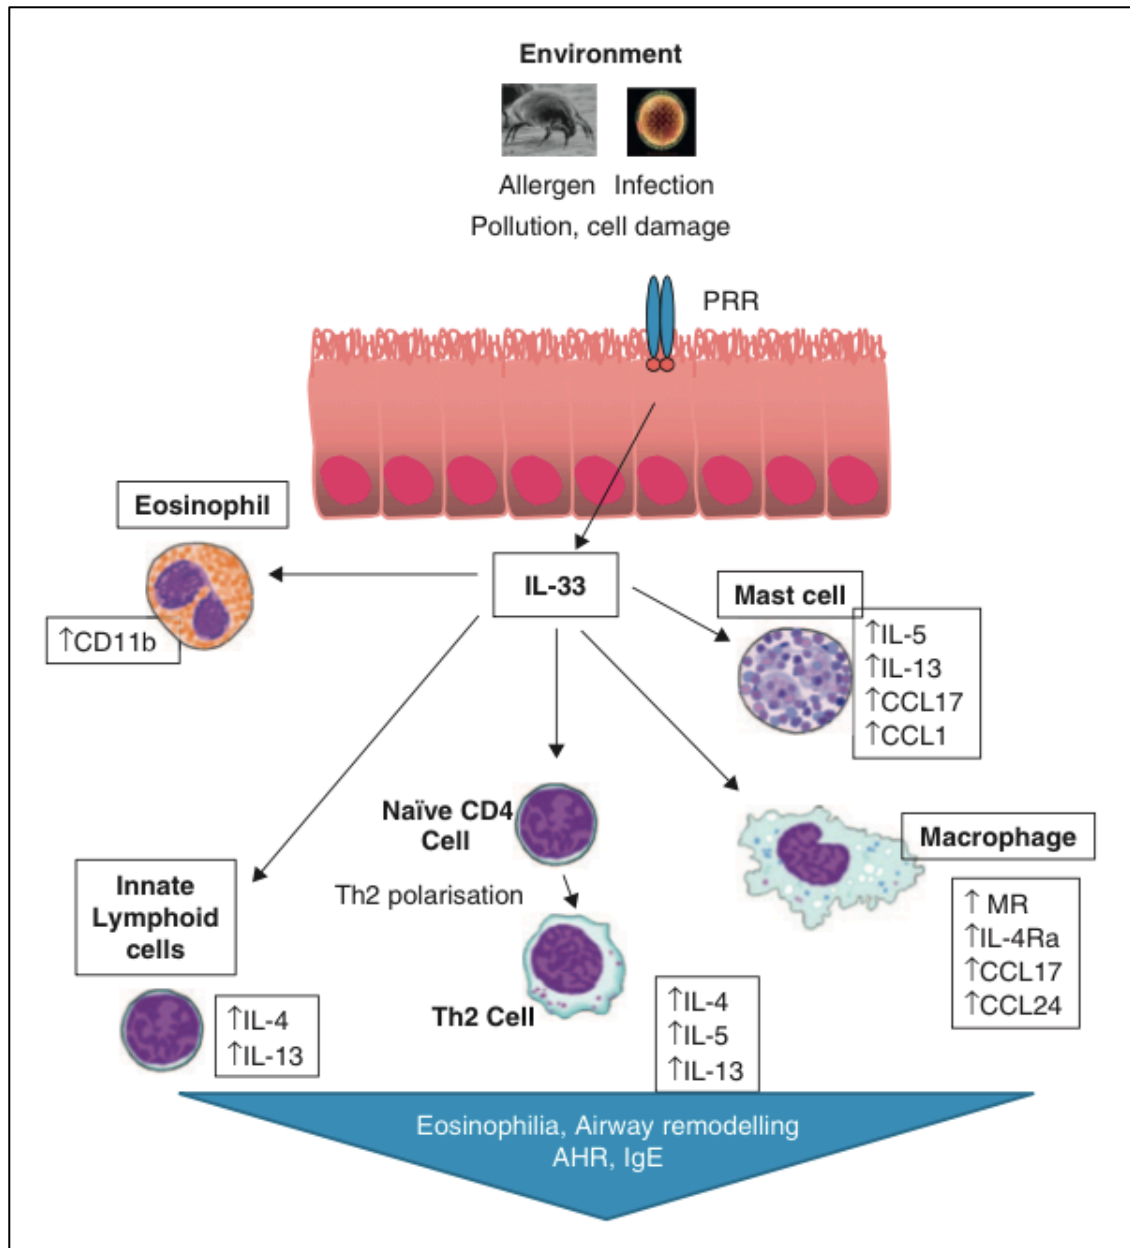 Environment
Allergen Infection
Pollution, cell damage
PRR
Eosinophil
↑CD11b
IL-33
Mast cell
↑IL-5
↑IL-13
↑CCL17
↑CCL1
Naïve CD4
Cell
Th2 polarisation
Th2 Cell
↑IL-4
↑IL-5
↑IL-13
Macrophage
↑ MR
↑IL-4Ra
↑CCL17
↑CCL24
Innate
Lymphoid
cells
↑IL-4
↑IL-13
Eosinophilia, Airway remodelling
AHR, IgE